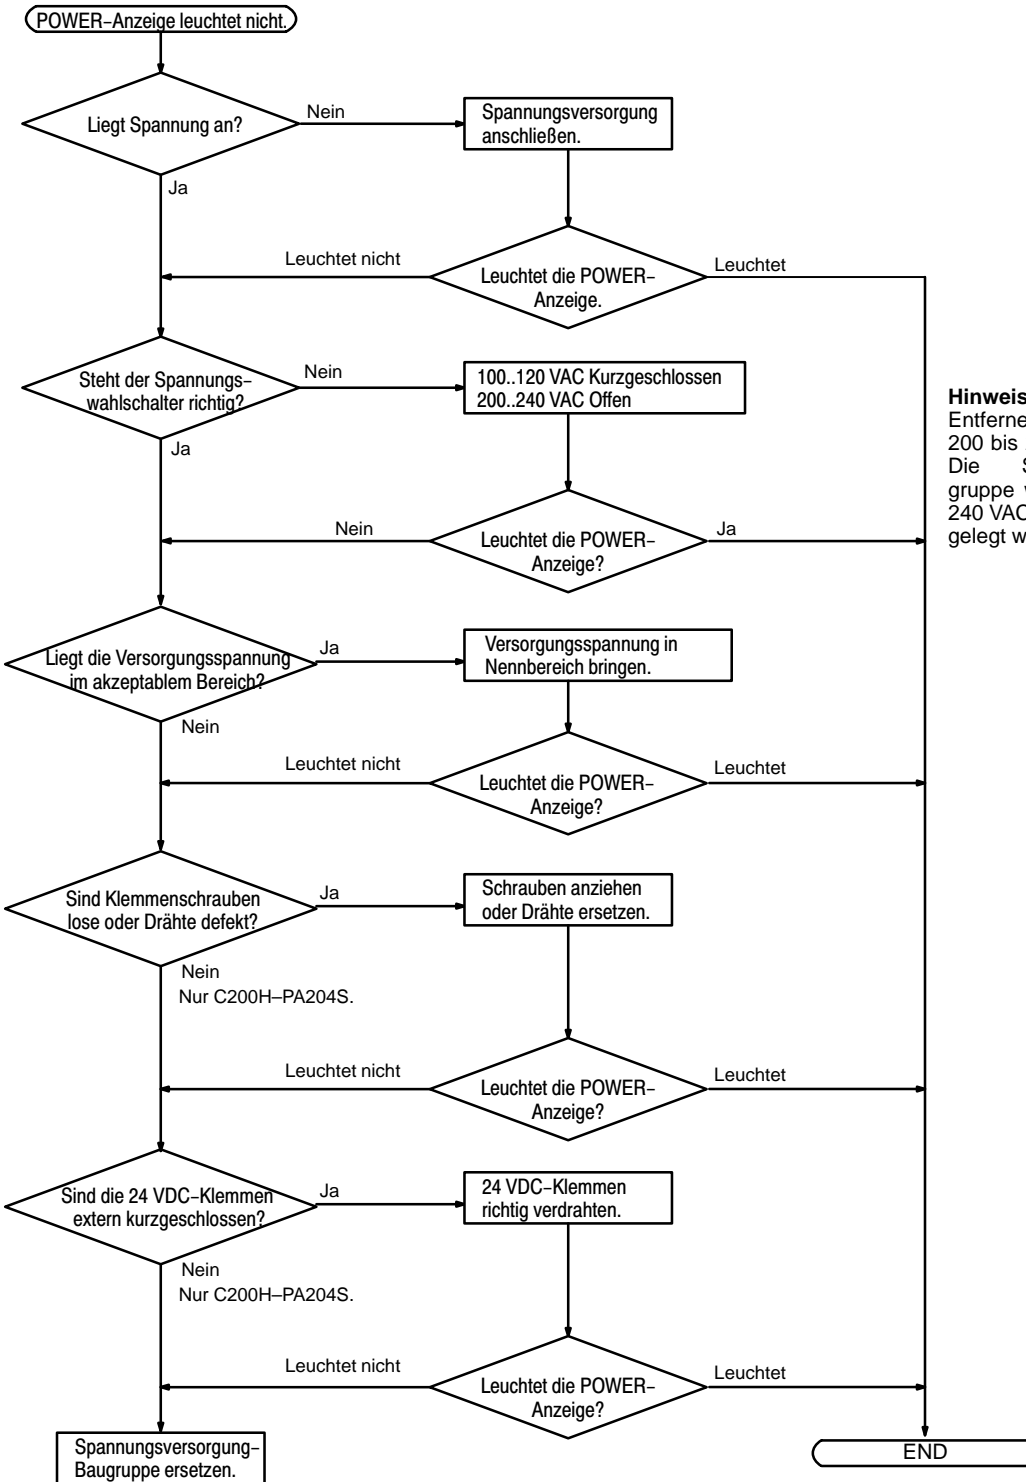 POWER–Anzeige leuchtet nicht.
Liegt Spannung an?
Nein
Spannungsversorgung
anschließen.
Ja
Leuchtet nicht
Leuchtet die POWER–
Anzeige.
Leuchtet
Steht der Spannungs–
wahlschalter richtig?
Nein
100..120 VAC Kurzgeschlossen
200..240 VAC Offen
Ja
Hinweis
Entferne
200 bis
Die S
gruppe
240 VAC
gelegt w
Nein
Leuchtet die POWER–
Anzeige?
Ja
Liegt die Versorgungsspannung
im akzeptablem Bereich?
Ja
Versorgungsspannung in
Nennbereich bringen.
Nein
Leuchtet nicht
Leuchtet die POWER–
Anzeige?
Leuchtet
Sind Klemmenschrauben
lose oder Drähte defekt?
Ja
Schrauben anziehen
oder Drähte ersetzen.
Nein
Nur C200H–PA204S.
Leuchtet nicht
Leuchtet die POWER–
Anzeige?
Leuchtet
Sind die 24 VDC–Klemmen
extern kurzgeschlossen?
Ja
24 VDC–Klemmen
richtig verdrahten.
Nein
Nur C200H–PA204S.
Leuchtet nicht
Leuchtet die POWER–
Anzeige?
Leuchtet
Spannungsversorgung–
Baugruppe ersetzen.
END